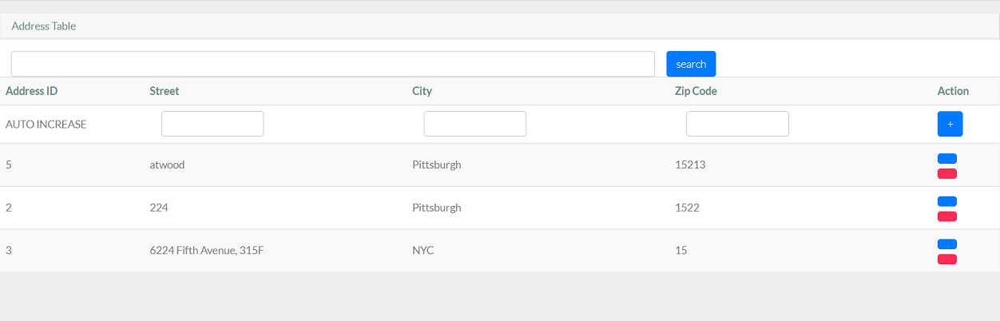 Address Table
search
Address ID Street City Zip Code Action
AUTO INCREASE +
5 atwood Pittsburgh 15213
2 224 Pittsburgh 1522
3 6224 Fifth Avenue, 315F NYC 15